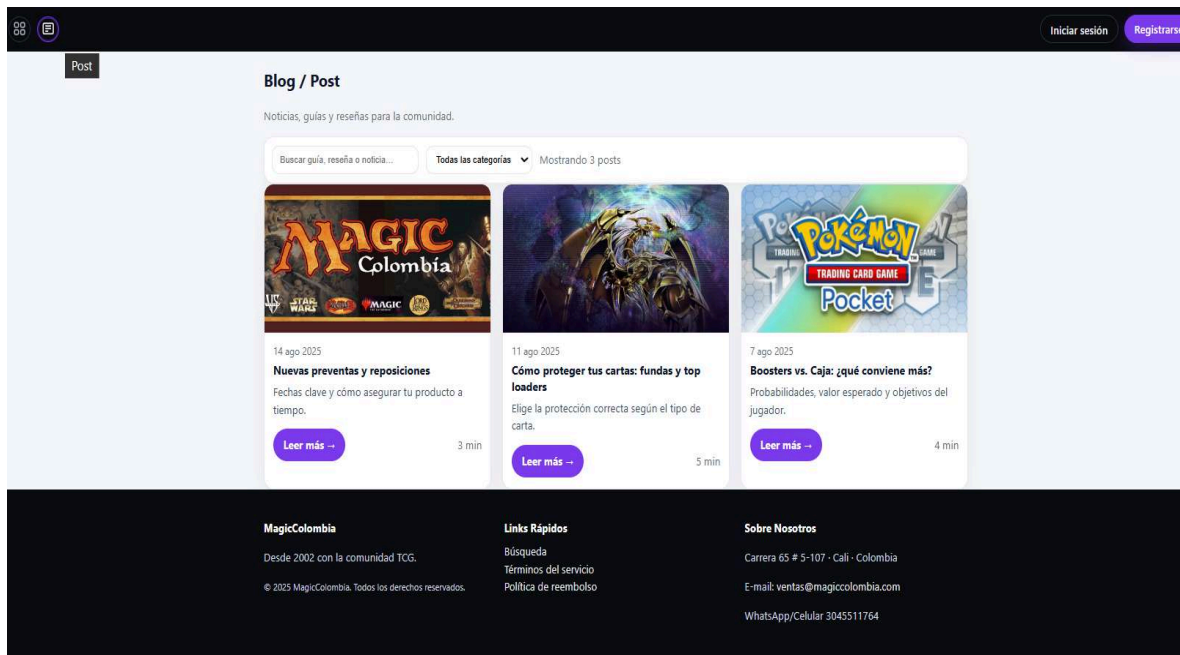 Iniciar sesión
Registrarse
Post
Blog / Post
Noticias, guías y reseñas para la comunidad.
Buscar guía, reseña o noticia...
Todas las categorías
Mostrando 3 posts
MAGIC
Colombia
STAR
WARS
MAGIC
Pokémon
TRADING CARD GAME
Pocket
14 ago 2025
Nuevas preventas y reposiciones
Fechas clave y cómo asegurar tu producto a
tiempo.
Leer más →
3 min
11 ago 2025
Cómo proteger tus cartas: fundas y top
loaders
Elige la protección correcta según el tipo de
carta.
Leer más →
5 min
7 ago 2025
Boosters vs. Caja: ¿qué conviene más?
Probabilidades, valor esperado y objetivos del
jugador.
Leer más →
4 min
MagicColombia
Desde 2002 con la comunidad TCG.
© 2025 MagicColombia. Todos los derechos reservados.
Links Rápidos
Búsqueda
Términos del servicio
Política de reembolso
Sobre Nosotros
Carrera 65 # 5-107 · Cali · Colombia
E-mail: ventas@magiccolombia.com
WhatsApp/Celular 3045511764